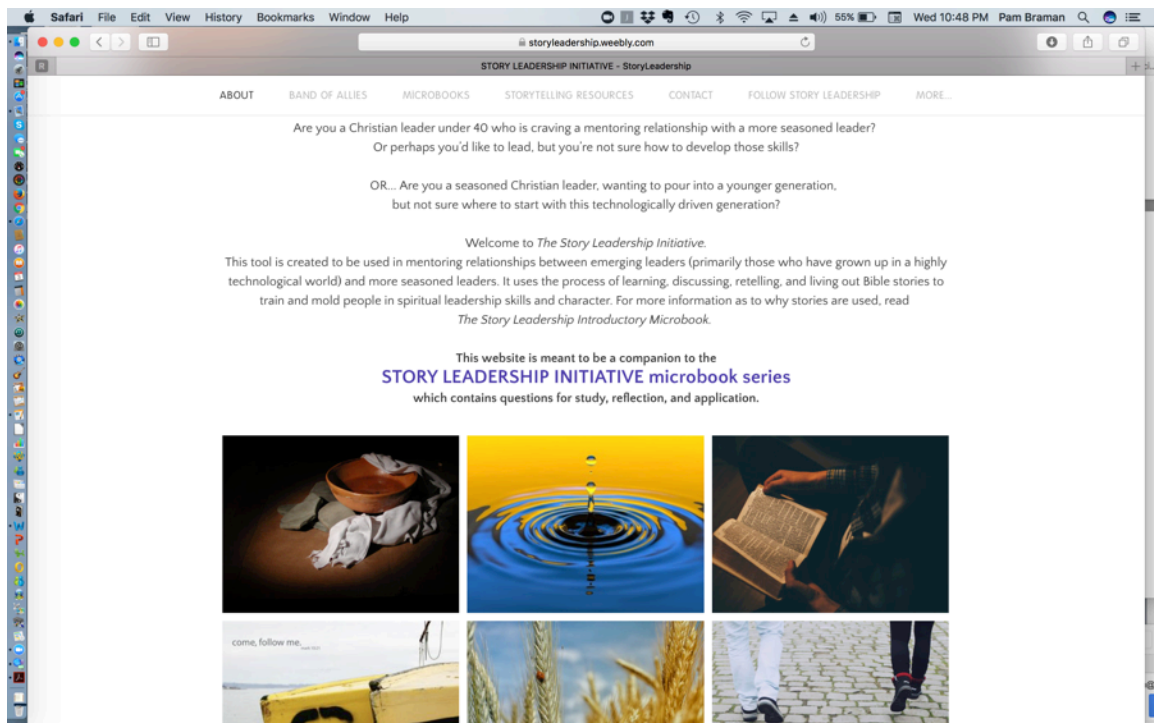 Safari File Edit View History Bookmarks Window Help 55% Wed 10:48 PM Pam Braman
storyleadership.weebly.com
R STORY LEADERSHIP INITIATIVE - StoryLeadership
ABOUT BAND OF ALLIES MICROBOOKS STORYTELLING RESOURCES CONTACT FOLLOW STORY LEADERSHIP MORE...
Are you a Christian leader under 40 who is craving a mentoring relationship with a more seasoned leader?
Or perhaps you'd like to lead, but you're not sure how to develop those skills?
OR... Are you a seasoned Christian leader, wanting to pour into a younger generation,
but not sure where to start with this technologically driven generation?
Welcome to The Story Leadership Initiative.
This tool is created to be used in mentoring relationships between emerging leaders (primarily those who have grown up in a highly
technological world) and more seasoned leaders. It uses the process of learning, discussing, retelling, and living out Bible stories to
train and mold people in spiritual leadership skills and character. For more information as to why stories are used, read
The Story Leadership Introductory Microbook.
This website is meant to be a companion to the
STORY LEADERSHIP INITIATIVE microbook series
which contains questions for study, reflection, and application.
come, follow me.